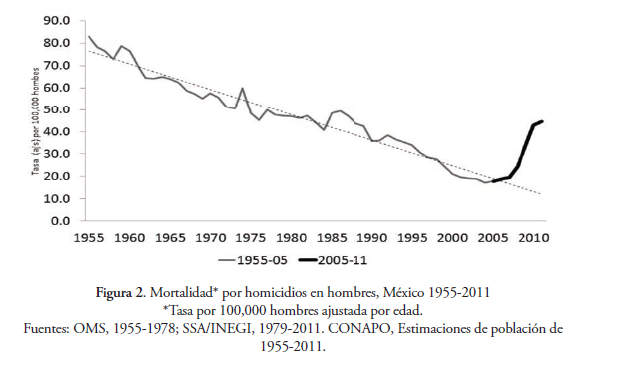 90.0
80.0
70.0
60.0
50.0
40.0
30.0
20.0
10.0
0.0
Tasa (ajs) por 100,000 hombes
1955 1960 1965 1970 1975 1980 1985 1990 1995 2000 2005 2010
1955-05 2005-11
Figura 2. Mortalidad* por homicidios en hombres, México 1955-2011
*Tasa por 100,000 hombres ajustada por edad.
Fuentes: OMS, 1955-1978; SSA/INEGI, 1979-2011. CONAPO, Estimaciones de población de
1955-2011.